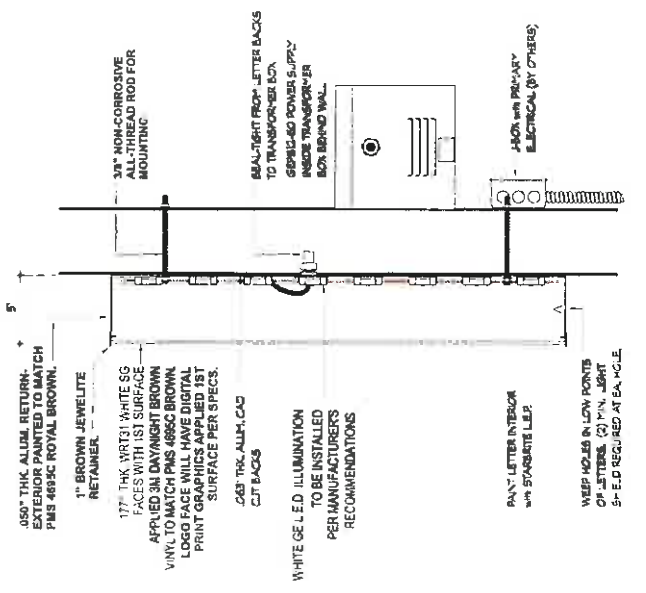 5"
.050" THK. ALUM. RETURN-
EXTERIOR PAINTED TO MATCH
PMS 4695C ROYAL BROWN.
1" BROWN JEWELITE
RETAINER.
177" THK. WRT31 WHITE SG
FACES WITH 1ST SURFACE
APPLIED 3M DAY/NIGHT BROWN
VINYL TO MATCH PMS 4695C BROWN.
LOGO FACE WILL HAVE DIGITAL
PRINT GRAPHICS APPLIED 1ST
SURFACE PER SPECS.
.063" THK. ALUM. CAD
CUT BACKS
WHITE GE L.E.D. ILLUMINATION
TO BE INSTALLED
PER MANUFACTURER'S
RECOMMENDATIONS
PAINT LETTER INTERIOR
with STARBRITE L.E.P.
WEEP HOLES IN LOW POINTS
OF LETTERS. (2) MIN. LIGHT
SHIELD REQUIRED AT EA. HOLE.
3/8" NON-CORROSIVE
ALL-THREAD ROD FOR
MOUNTING
SEAL-TIGHT FROM LETTER BACKS
TO TRANSFORMER BOX
POWER SUPPLY
INSIDE TRANSFORMER
BOX BEHIND WALL
J-BOX with PRIMARY
ELECTRICAL (BY OTHERS)